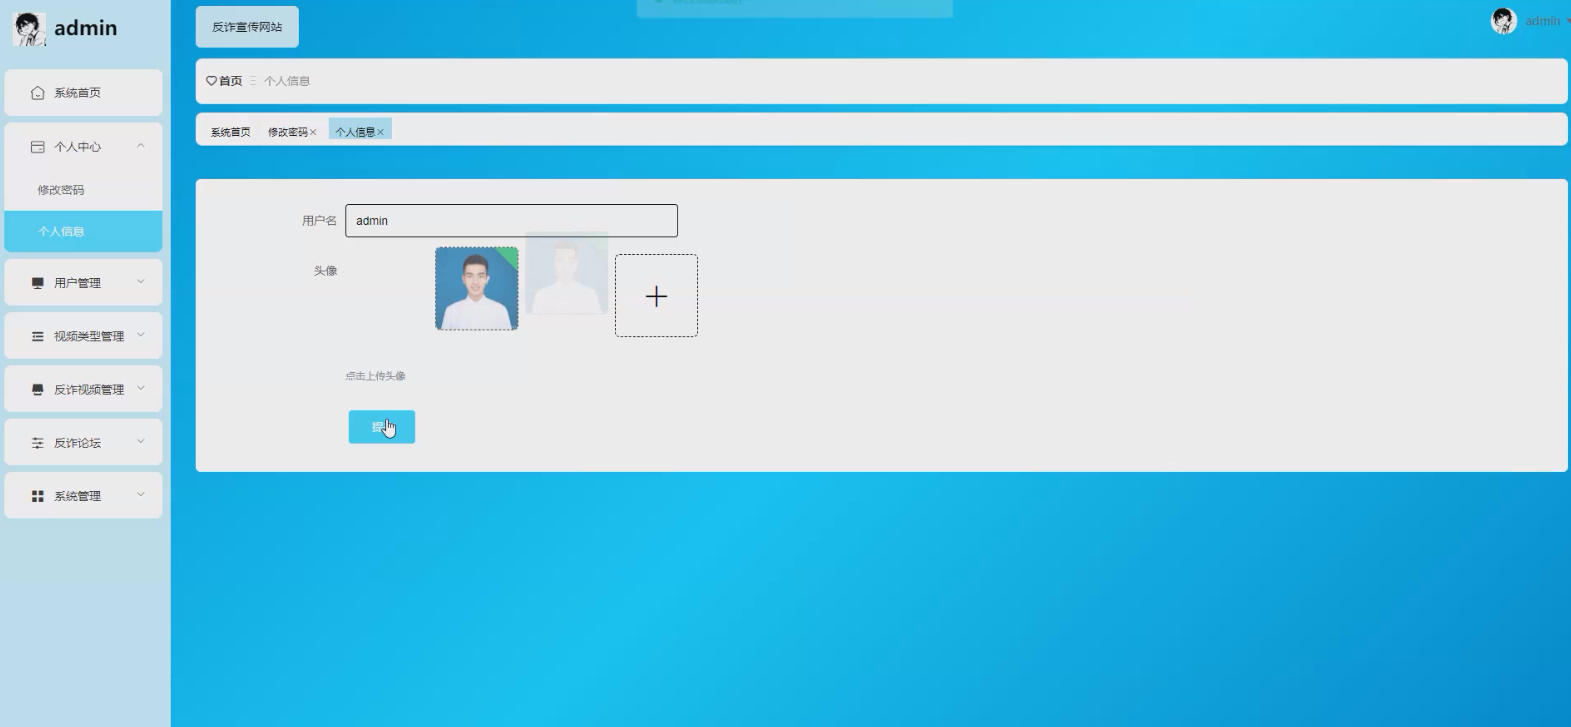 admin
反诈宣传网站
admin
系统首页
首页 个人信息
个人中心
系统首页 修改密码 个人信息
修改密码
个人信息
用户名 admin
用户管理
头像
视频类型管理
点击上传头像
反诈视频管理
反诈论坛
系统管理